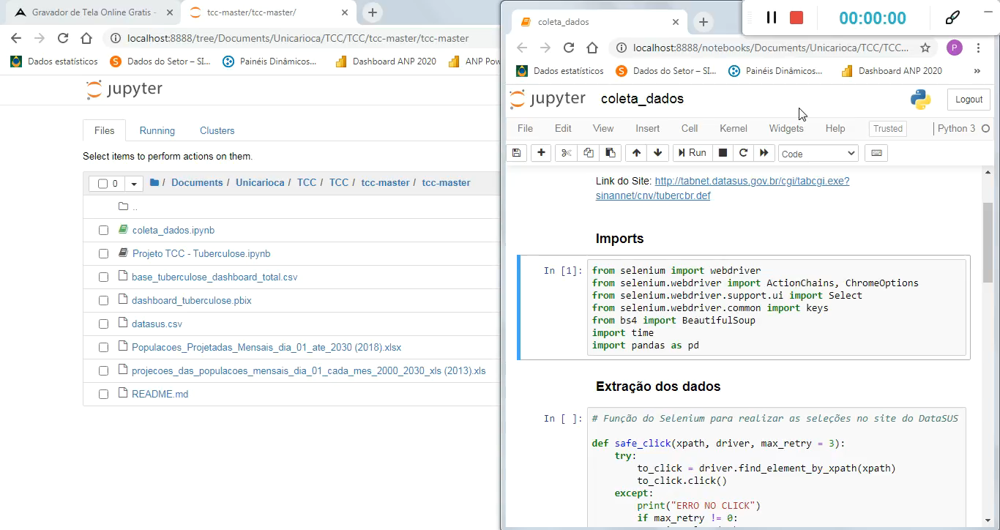 Gravador de Tela Online Gratis -
tcc-master/tcc-master/
localhost:8888/tree/Documents/Unicarioca/TCC/TCC/tcc-master/tcc-master
Dados estatísticos
Dados do Setor – SI...
Painéis Dinâmicos...
Dashboard ANP 2020
ANP Pow
jupyter
Files
Running
Clusters
Select items to perform actions on them.
0
/ Documents / Unicarioca / TCC / TCC / tcc-master / tcc-master
..
coleta_dados.ipynb
Projeto TCC - Tuberculose.ipynb
base_tuberculose_dashboard_total.csv
dashboard_tuberculose.pbix
datasus.csv
Populacoes_Projetadas_Mensais_dia_01_ate_2030 (2018).xlsx
projecoes_das_populacoes_mensais_dia_01_cada_mes_2000_2030_xls (2013).xls
README.md
coleta_dados
00:00:00
localhost:8888/notebooks/Documents/Unicarioca/TCC/TCC...
P
Dados estatísticos
Dados do Setor – SI...
Painéis Dinâmicos...
Dashboard ANP 2020
»
jupyter
coleta_dados
Logout
File
Edit
View
Insert
Cell
Kernel
Widgets
Help
Trusted
Python 3
Run
Code
Link do Site: http://tabnet.datasus.gov.br/cgi/tabcgi.exe?
sinannet/cnv/tubercbr.def
Imports
In [1]:
from selenium import webdriver
from selenium.webdriver import ActionChains, ChromeOptions
from selenium.webdriver.support.ui import Select
from selenium.webdriver.common import keys
from bs4 import BeautifulSoup
import time
import pandas as pd
Extração dos dados
In [ ]:
# Função do Selenium para realizar as seleções no site do DataSUS
def safe_click(xpath, driver, max_retry = 3):
try:
to_click = driver.find_element_by_xpath(xpath)
to_click.click()
except:
print("ERRO NO CLICK")
if max_retry != 0: